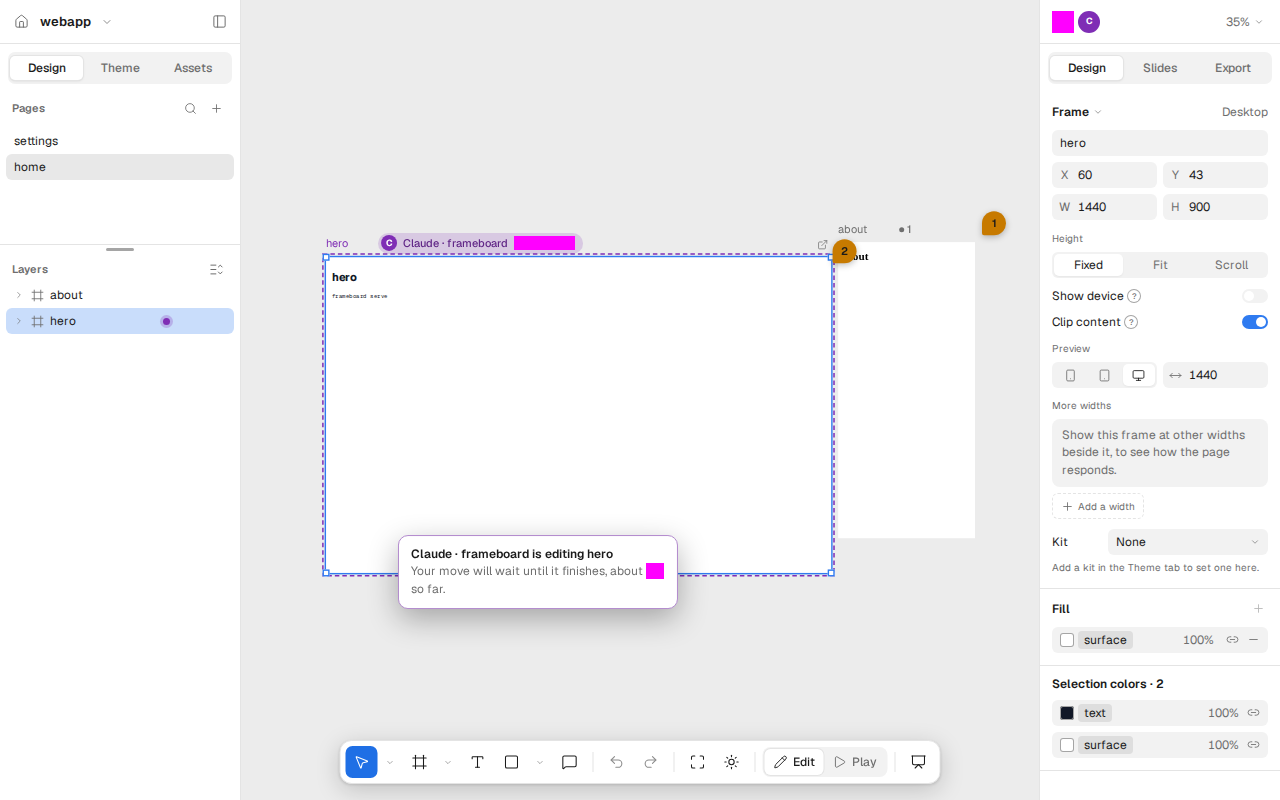 webapp
Design
Theme
Assets
Pages
settings
home
Layers
about
hero
hero
C
Claude · frameboard
about
1
1
2
hero
frameboard serve
Claude · frameboard is editing hero
Your move will wait until it finishes, about
so far.
Edit
Play
C
35%
Design
Slides
Export
Frame
Desktop
hero
X 60
Y 43
W 1440
H 900
Height
Fixed
Fit
Scroll
Show device ?
Clip content ?
Preview
1440
More widths
Show this frame at other widths
beside it, to see how the page
responds.
Add a width
Kit
None
Add a kit in the Theme tab to set one here.
Fill
surface
100%
Selection colors · 2
text
100%
surface
100%